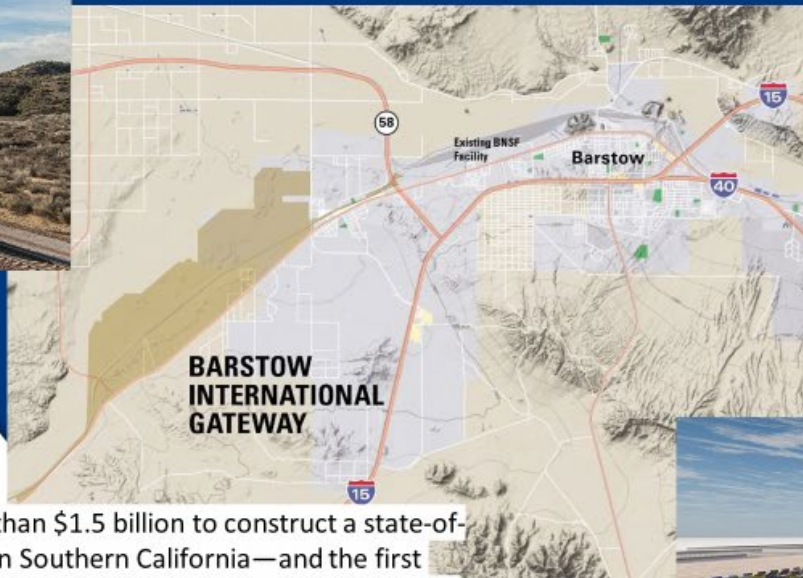 15
58
Existing BNSF
Facility
Barstow
40
BARSTOW
INTERNATIONAL
GATEWAY
15
than $1.5 billion to construct a state-of-
n Southern California—and the first